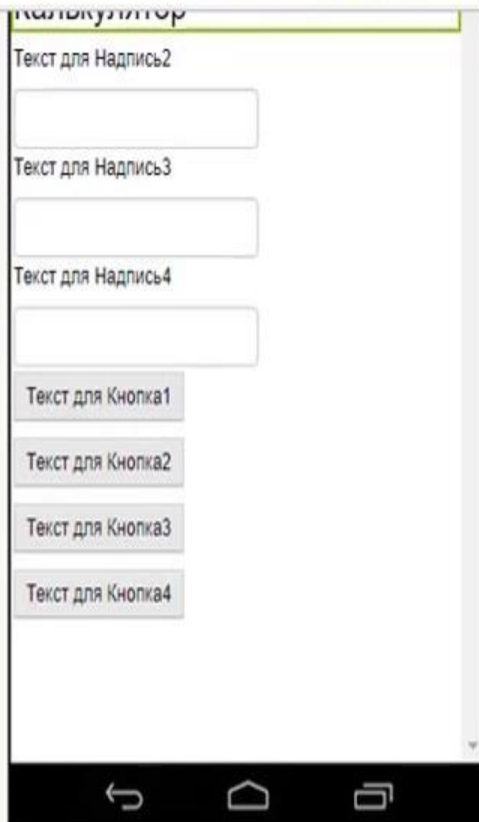 Калькулятор
Текст для Надпись2
Текст для Надпись3
Текст для Надпись4
Текст для Кнопка1
Текст для Кнопка2
Текст для Кнопка3
Текст для Кнопка4